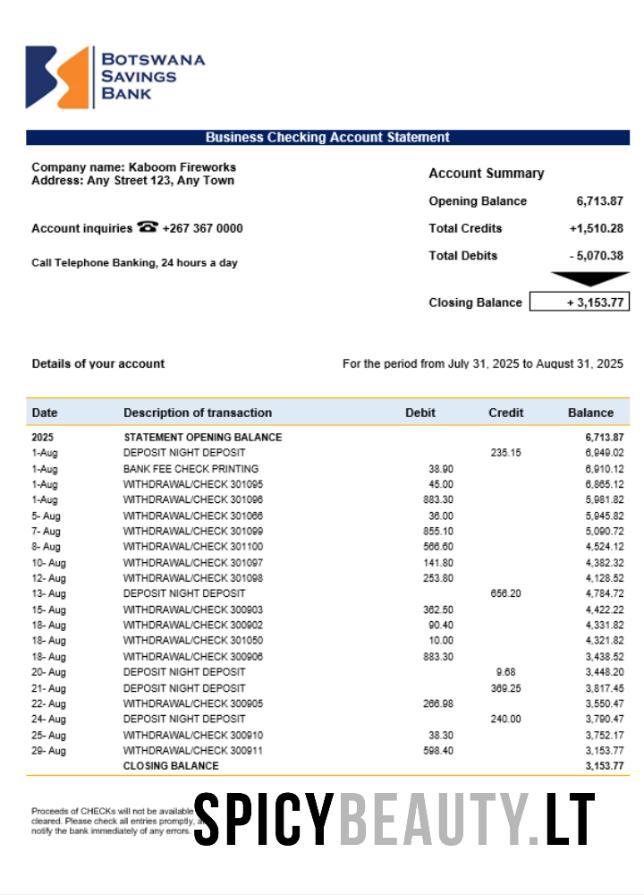 BOTSWANA
SAVINGS
BANK
Business Checking Account Statement
Company name: Kaboom Fireworks
Address: Any Street 123, Any Town
Account inquiries ☎ +267 367 0000
Call Telephone Banking, 24 hours a day
Account Summary
Opening Balance 6,713.87
Total Credits +1,510.28
Total Debits - 5,070.38
Closing Balance + 3,153.77
Details of your account For the period from July 31, 2025 to August 31, 2025
Date Description of transaction Debit Credit Balance
2025 STATEMENT OPENING BALANCE 6,713.87
1-Aug DEPOSIT NIGHT DEPOSIT 235.15 6,949.02
1-Aug BANK FEE CHECK PRINTING 38.90 6,910.12
1-Aug WITHDRAWAL/CHECK 301095 45.00 6,865.12
1-Aug WITHDRAWAL/CHECK 301096 883.30 5,981.82
5- Aug WITHDRAWAL/CHECK 301066 36.00 5,945.82
7- Aug WITHDRAWAL/CHECK 301099 855.10 5,090.72
8- Aug WITHDRAWAL/CHECK 301100 566.60 4,524.12
10- Aug WITHDRAWAL/CHECK 301097 141.80 4,382.32
12- Aug WITHDRAWAL/CHECK 301098 253.80 4,128.52
13- Aug DEPOSIT NIGHT DEPOSIT 656.20 4,784.72
15- Aug WITHDRAWAL/CHECK 300903 362.50 4,422.22
18- Aug WITHDRAWAL/CHECK 300902 90.40 4,331.82
18- Aug WITHDRAWAL/CHECK 301050 10.00 4,321.82
18- Aug WITHDRAWAL/CHECK 300906 883.30 3,438.52
20- Aug DEPOSIT NIGHT DEPOSIT 9.68 3,448.20
21- Aug DEPOSIT NIGHT DEPOSIT 369.25 3,817.45
22- Aug WITHDRAWAL/CHECK 300905 266.98 3,550.47
24- Aug DEPOSIT NIGHT DEPOSIT 240.00 3,790.47
25- Aug WITHDRAWAL/CHECK 300910 38.30 3,752.17
29- Aug WITHDRAWAL/CHECK 300911 598.40 3,153.77
CLOSING BALANCE 3,153.77
Proceeds of CHECKs will not be available
cleared. Please check all entries promptly,
notify the bank immediately of any errors.
SPICYBEAUTY.LT